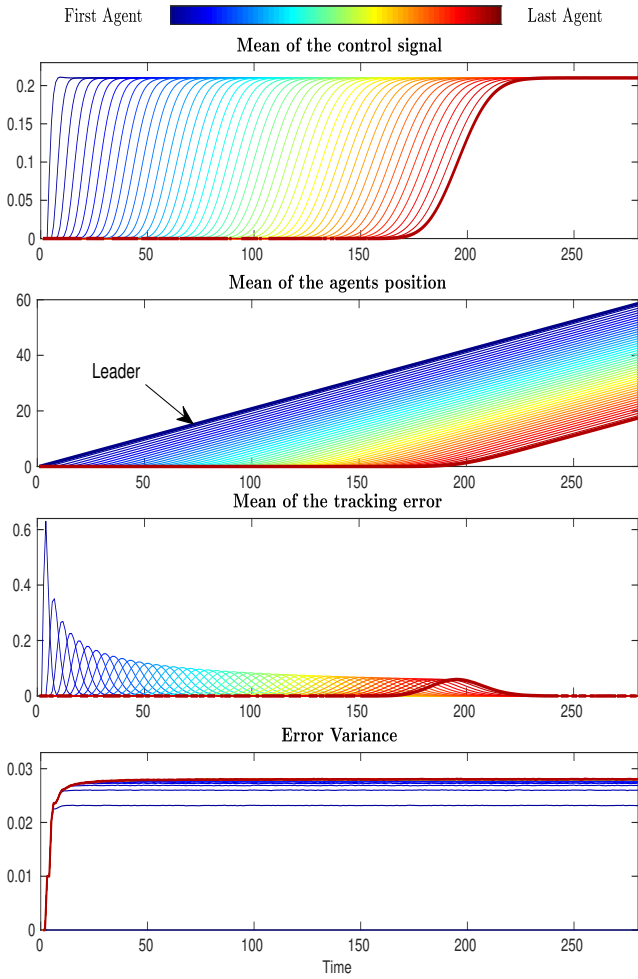 First Agent Last Agent
Mean of the control signal
0.2
0.15
0.1
0.05
0
0 50 100 150 200 250
Mean of the agents position
60
40
Leader
20
0
0 50 100 150 200 250
Mean of the tracking error
0.6
0.4
0.2
0
0 50 100 150 200 250
Error Variance
0.03
0.02
0.01
0
0 50 100 150 200 250
Time